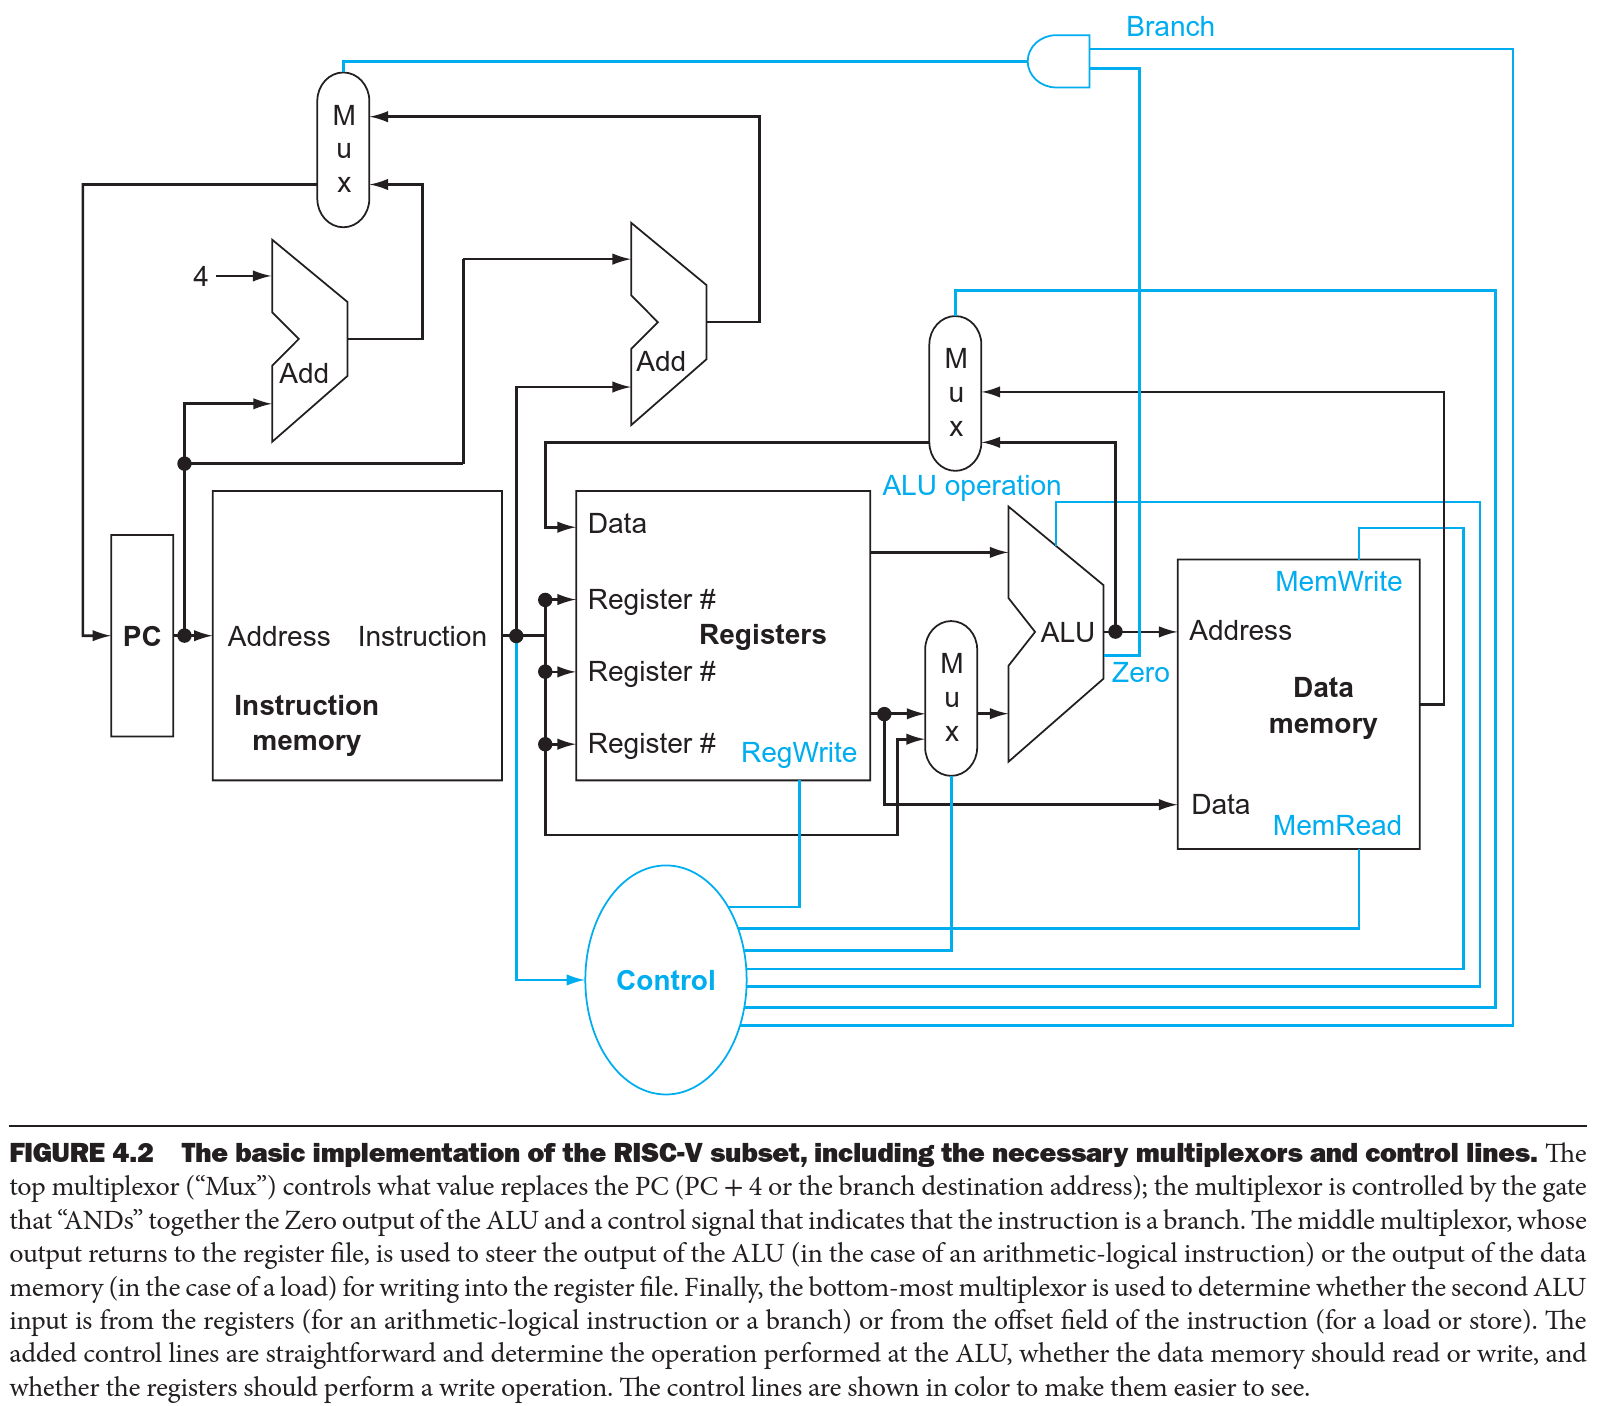 Branch
M
u
x
4
Add
Add
M
u
x
ALU operation
Data
Register #
Register #
Register #
Registers
RegWrite
PC
Address
Instruction
Instruction
memory
M
u
x
ALU
Zero
MemWrite
Address
Data
memory
Data
MemRead
Control
FIGURE 4.2 The basic implementation of the RISC-V subset, including the necessary multiplexors and control lines. The
top multiplexor (“Mux”) controls what value replaces the PC (PC + 4 or the branch destination address); the multiplexor is controlled by the gate
that “ANDs” together the Zero output of the ALU and a control signal that indicates that the instruction is a branch. The middle multiplexor, whose
output returns to the register file, is used to steer the output of the ALU (in the case of an arithmetic-logical instruction) or the output of the data
memory (in the case of a load) for writing into the register file. Finally, the bottom-most multiplexor is used to determine whether the second ALU
input is from the registers (for an arithmetic-logical instruction or a branch) or from the offset field of the instruction (for a load or store). The
added control lines are straightforward and determine the operation performed at the ALU, whether the data memory should read or write, and
whether the registers should perform a write operation. The control lines are shown in color to make them easier to see.